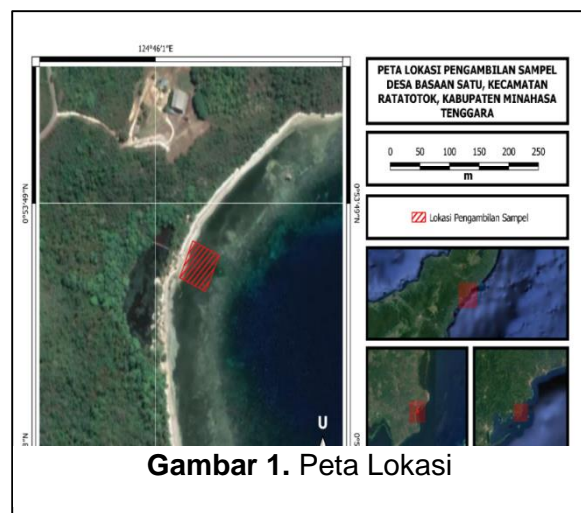 124°46'1"E
PETA LOKASI PENGAMBILAN SAMPEL
DESA BASAAN SATU, KECAMATAN
RATATOTOK, KABUPATEN MINAHASA
TENGGARA
0 50 100 150 200 250
m
0°53'49"N
0°53'49"N
Lokasi Pengambilan Sampel
U
Gambar 1. Peta Lokasi